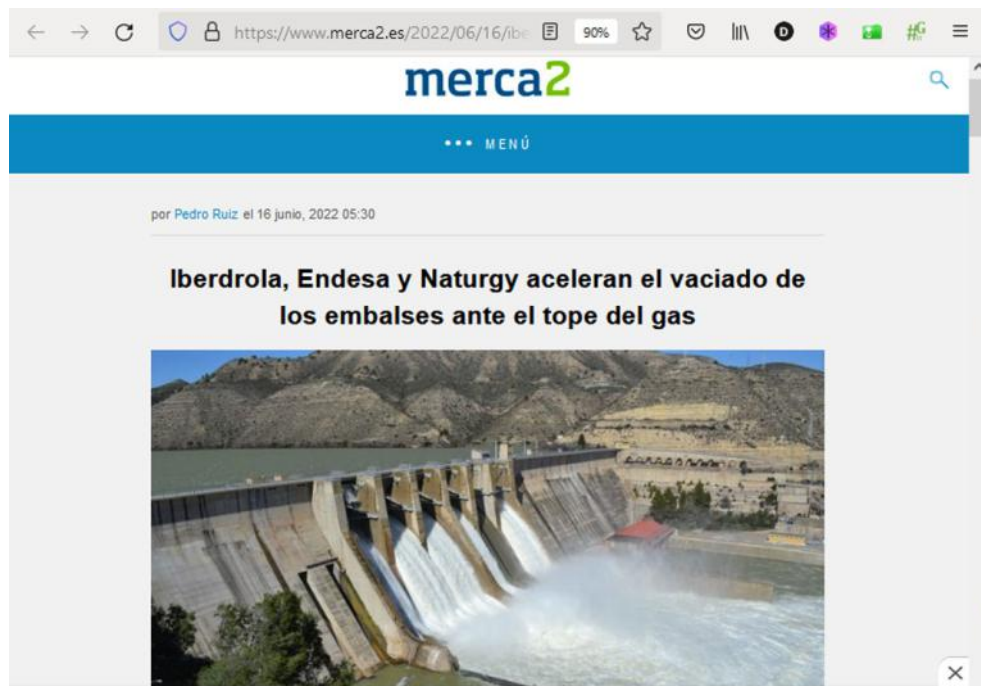 https://www.merca2.es/2022/06/16/ibe 90%
merca2
••• MENÚ
por Pedro Ruiz el 16 junio, 2022 05:30
Iberdrola, Endesa y Naturgy aceleran el vaciado de
los embalses ante el tope del gas